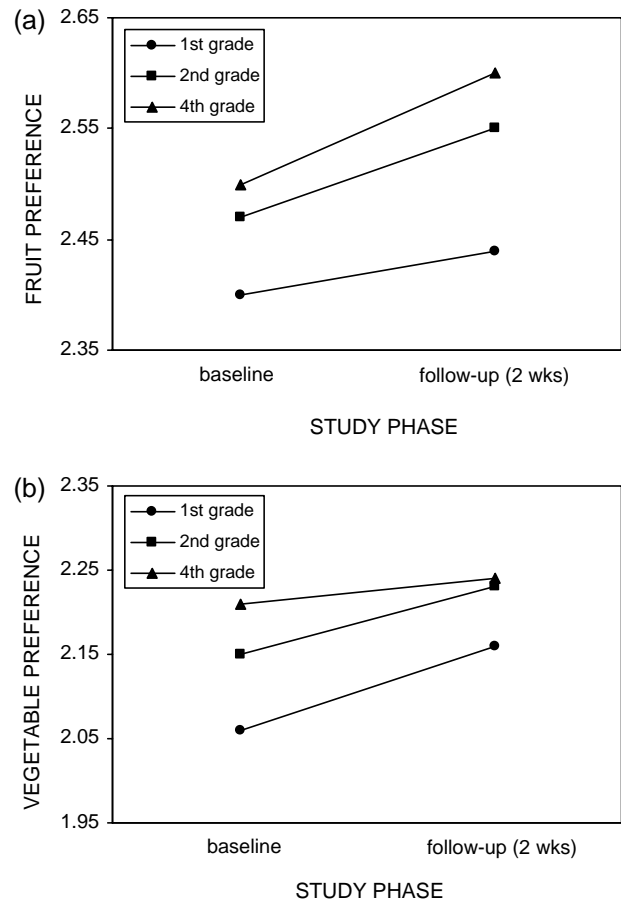 (a)
2.65
1st grade
2nd grade
4th grade
2.55
2.45
2.35
FRUIT PREFERENCE
baseline follow-up (2 wks)
STUDY PHASE
(b)
2.35
1st grade
2nd grade
4th grade
2.25
2.15
2.05
1.95
VEGETABLE PREFERENCE
baseline follow-up (2 wks)
STUDY PHASE